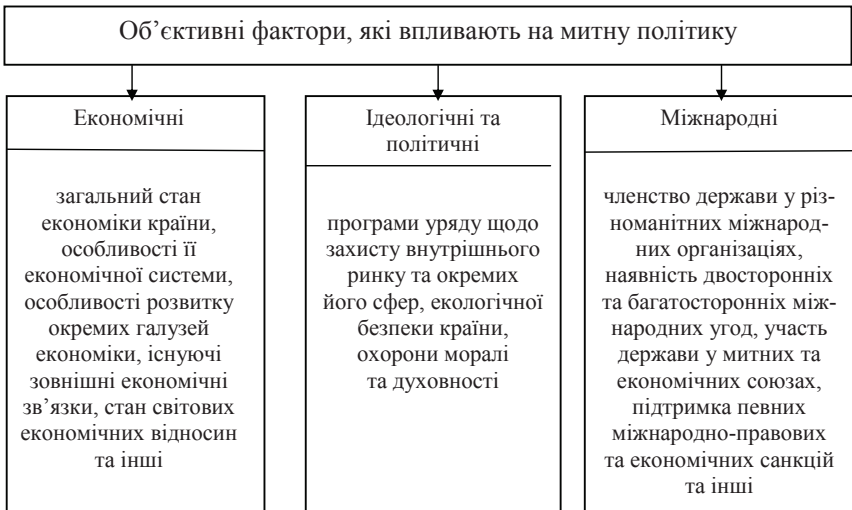 Об’єктивні фактори, які впливають на митну політику
Економічні
загальний стан
економіки країни,
особливості її
економічної системи,
особливості розвитку
окремих галузей
економіки, існуючі
зовнішні економічні
зв’язки, стан світових
економічних відносин
та інші
Ідеологічні та
політичні
програми уряду щодо
захисту внутрішнього
ринку та окремих
його сфер, екологічної
безпеки країни,
охорони моралі
та духовності
Міжнародні
членство держави у різ-
номанітних міжнарод-
них організаціях,
наявність двосторонніх
та багатосторонніх між-
народних угод, участь
держави у митних та
економічних союзах,
підтримка певних
міжнародно-правових
та економічних санкцій
та інші